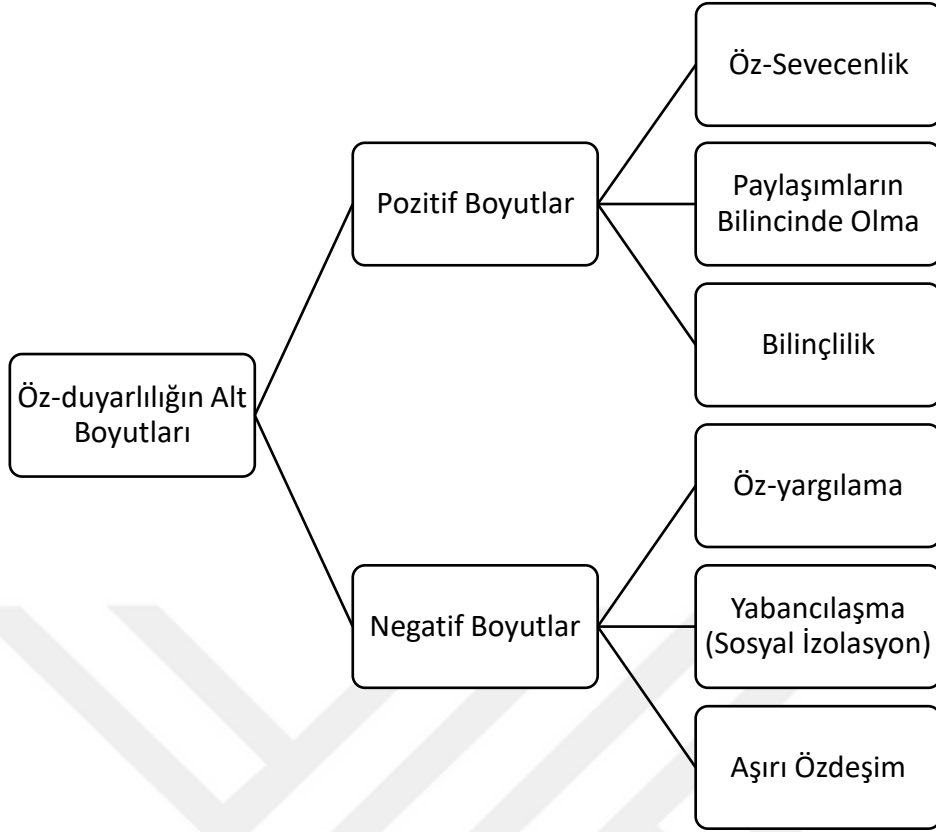 Öz-duyarlılığın Alt
Boyutları
Pozitif Boyutlar
Öz-Sevecenlik
Paylaşımların
Bilincinde Olma
Bilinçlilik
Negatif Boyutlar
Öz-yargılama
Yabancılaşma
(Sosyal İzolasyon)
Aşırı Özdeşim